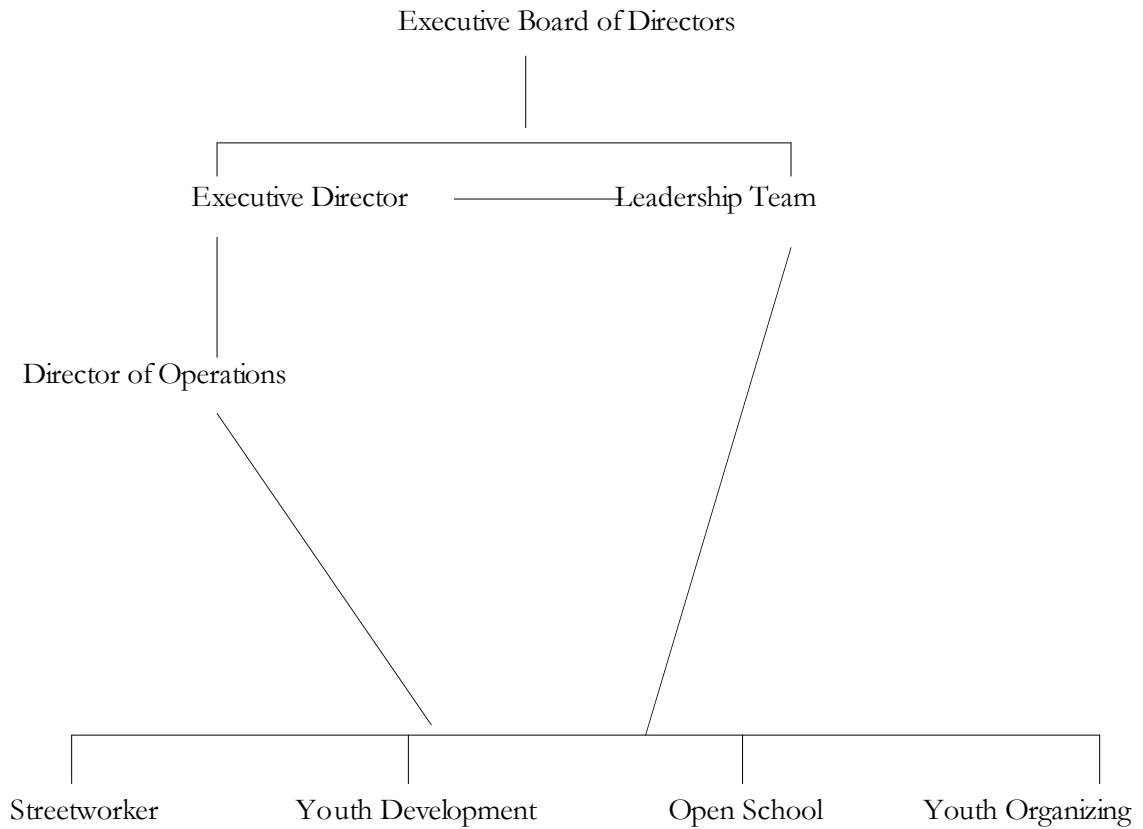 Executive Board of Directors
Executive Director
Leadership Team
Director of Operations
Streetworker
Youth Development
Open School
Youth Organizing